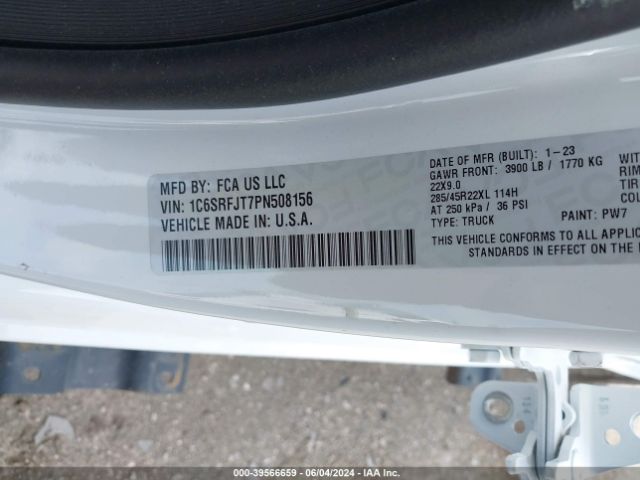 MFD BY: FCA US LLC
VIN: 1C6SRFJT7PN508156
VEHICLE MADE IN U.S.A.
DATE OF MFR (BUILT): 1-23
GAWR FRONT: 3900 LB / 1770 KG
22X9.0
285/45R22XL 114H
AT 250 kPa / 36 PSI
TYPE: TRUCK
PAINT: PW7
THIS VEHICLE CONFORMS TO ALL APPLIC
STANDARDS IN EFFECT ON THE
WIT
TIR
RIM
COL
000-39566659 - 06/04/2024 - IAA Inc.